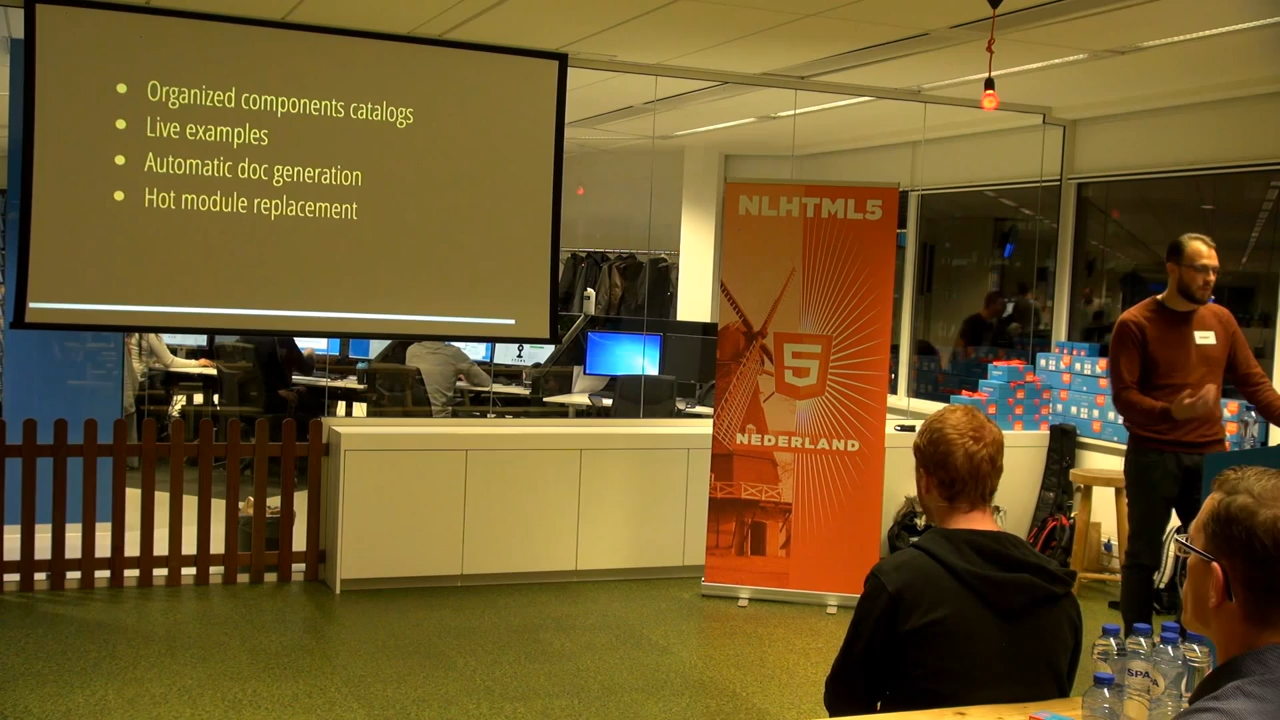 Organized components catalogs
Live examples
Automatic doc generation
Hot module replacement
NLHTML5
5
NEDERLAND
SPA